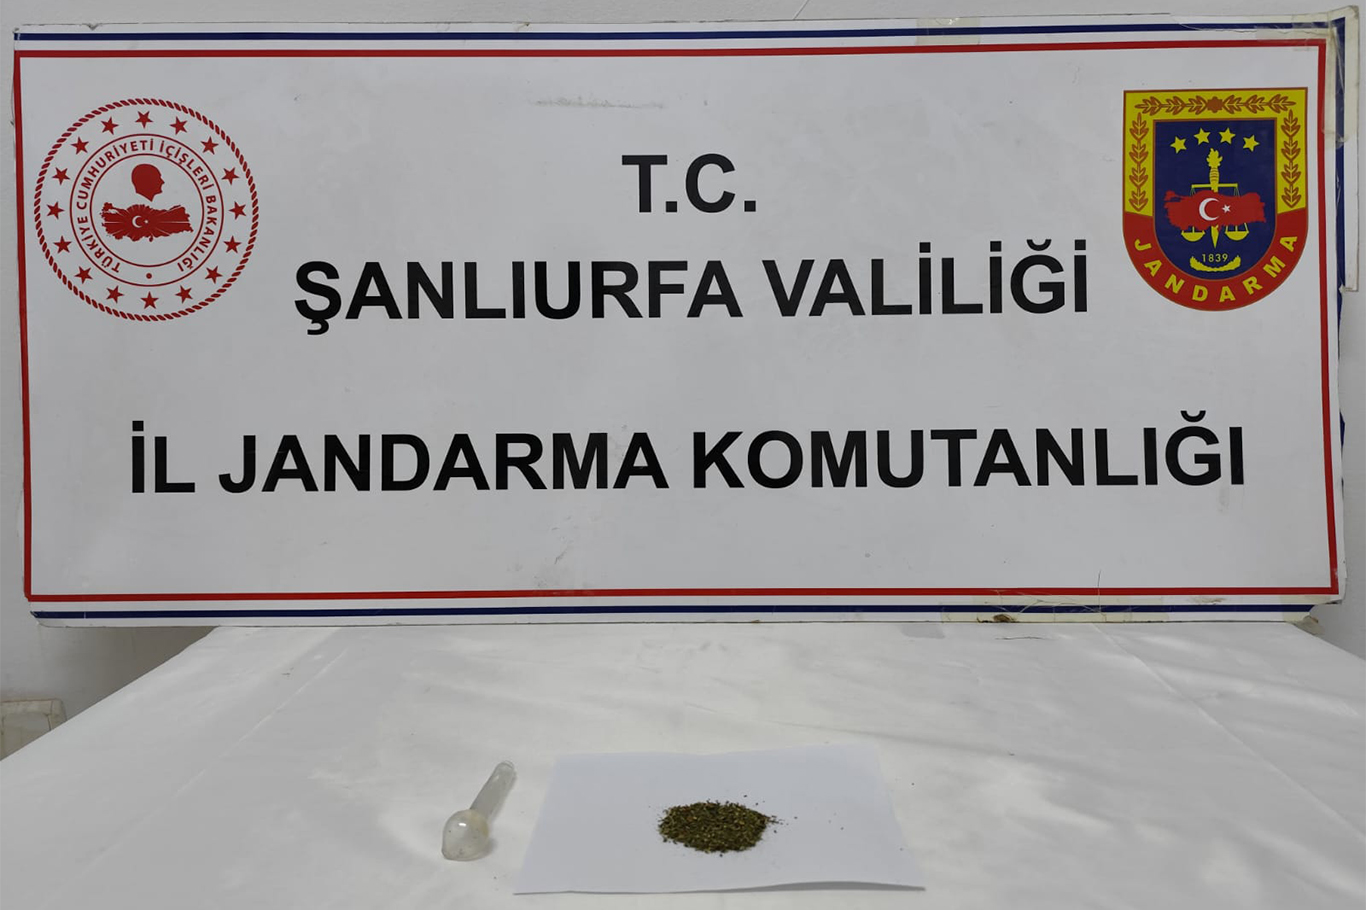 TÜRKİYE CUMHURİYETİ İÇİŞLERİ BAKANLIĞI
T.C.
ŞANLIURFA VALİLİĞİ
İL JANDARMA KOMUTANLIĞI
1839
JANDARMA